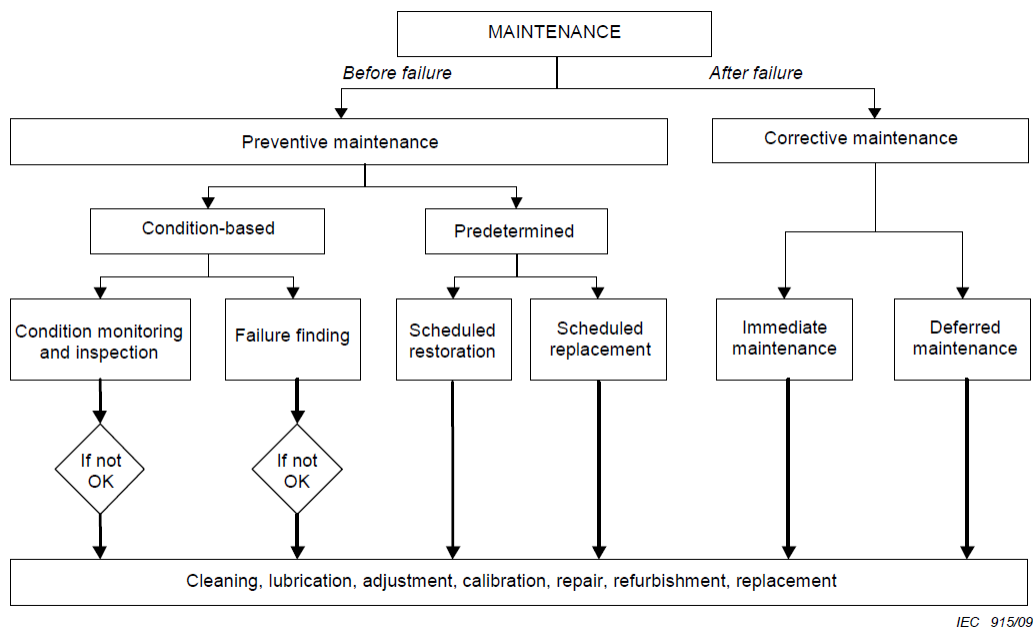 MAINTENANCE
Before failure
After failure
Preventive maintenance
Corrective maintenance
Condition-based
Predetermined
Condition monitoring
and inspection
Failure finding
Scheduled
restoration
Scheduled
replacement
Immediate
maintenance
Deferred
maintenance
If not
OK
If not
OK
Cleaning, lubrication, adjustment, calibration, repair, refurbishment, replacement
IEC 915/09